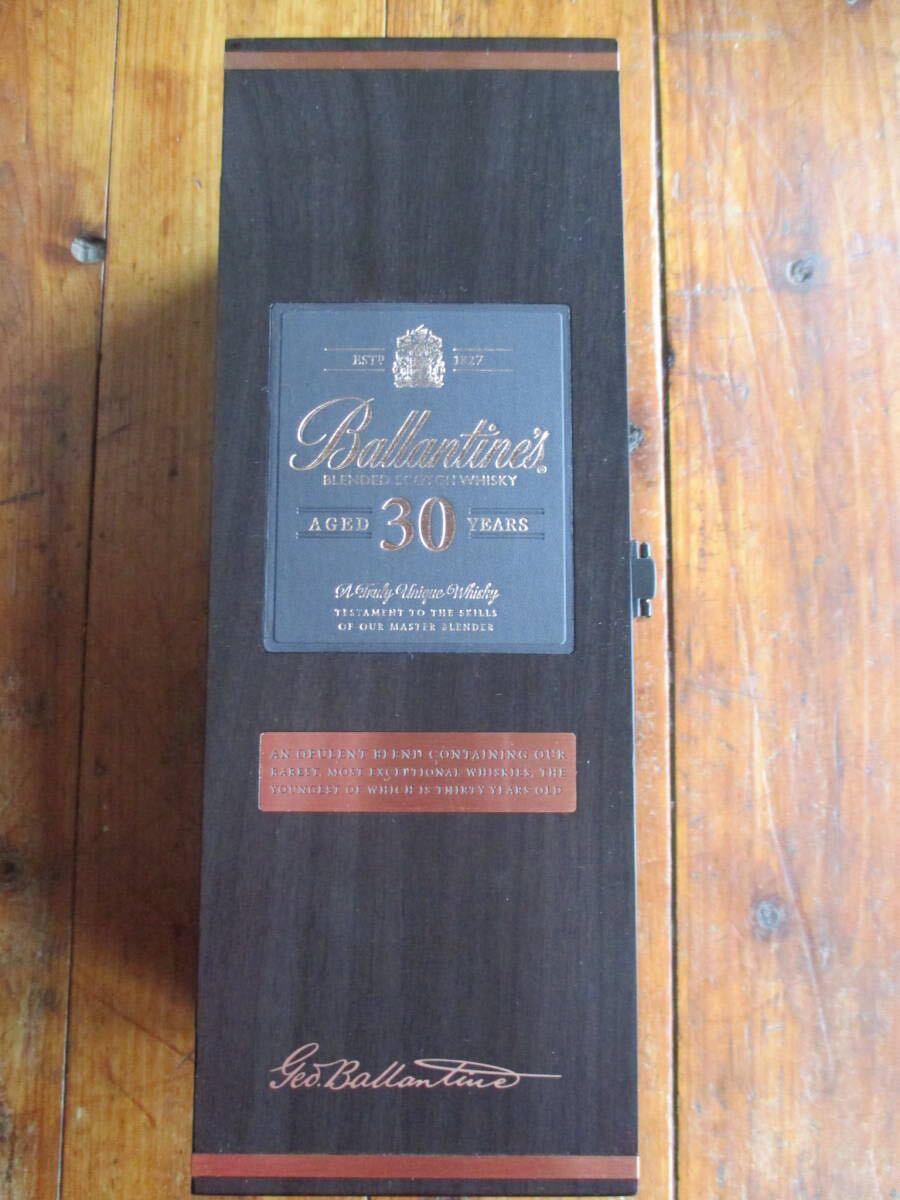 ESTD 1827
Ballantine's®
BLENDED SCOTCH WHISKY
AGED 30 YEARS
A Truly Unique Whisky
TESTAMENT TO THE SKILLS
OF OUR MASTER BLENDER
AN OPULENT BLEND CONTAINING OUR
RAREST, MOST EXCEPTIONAL WHISKIES, THE
YOUNGEST OF WHICH IS THIRTY YEARS OLD
Geo. Ballantine